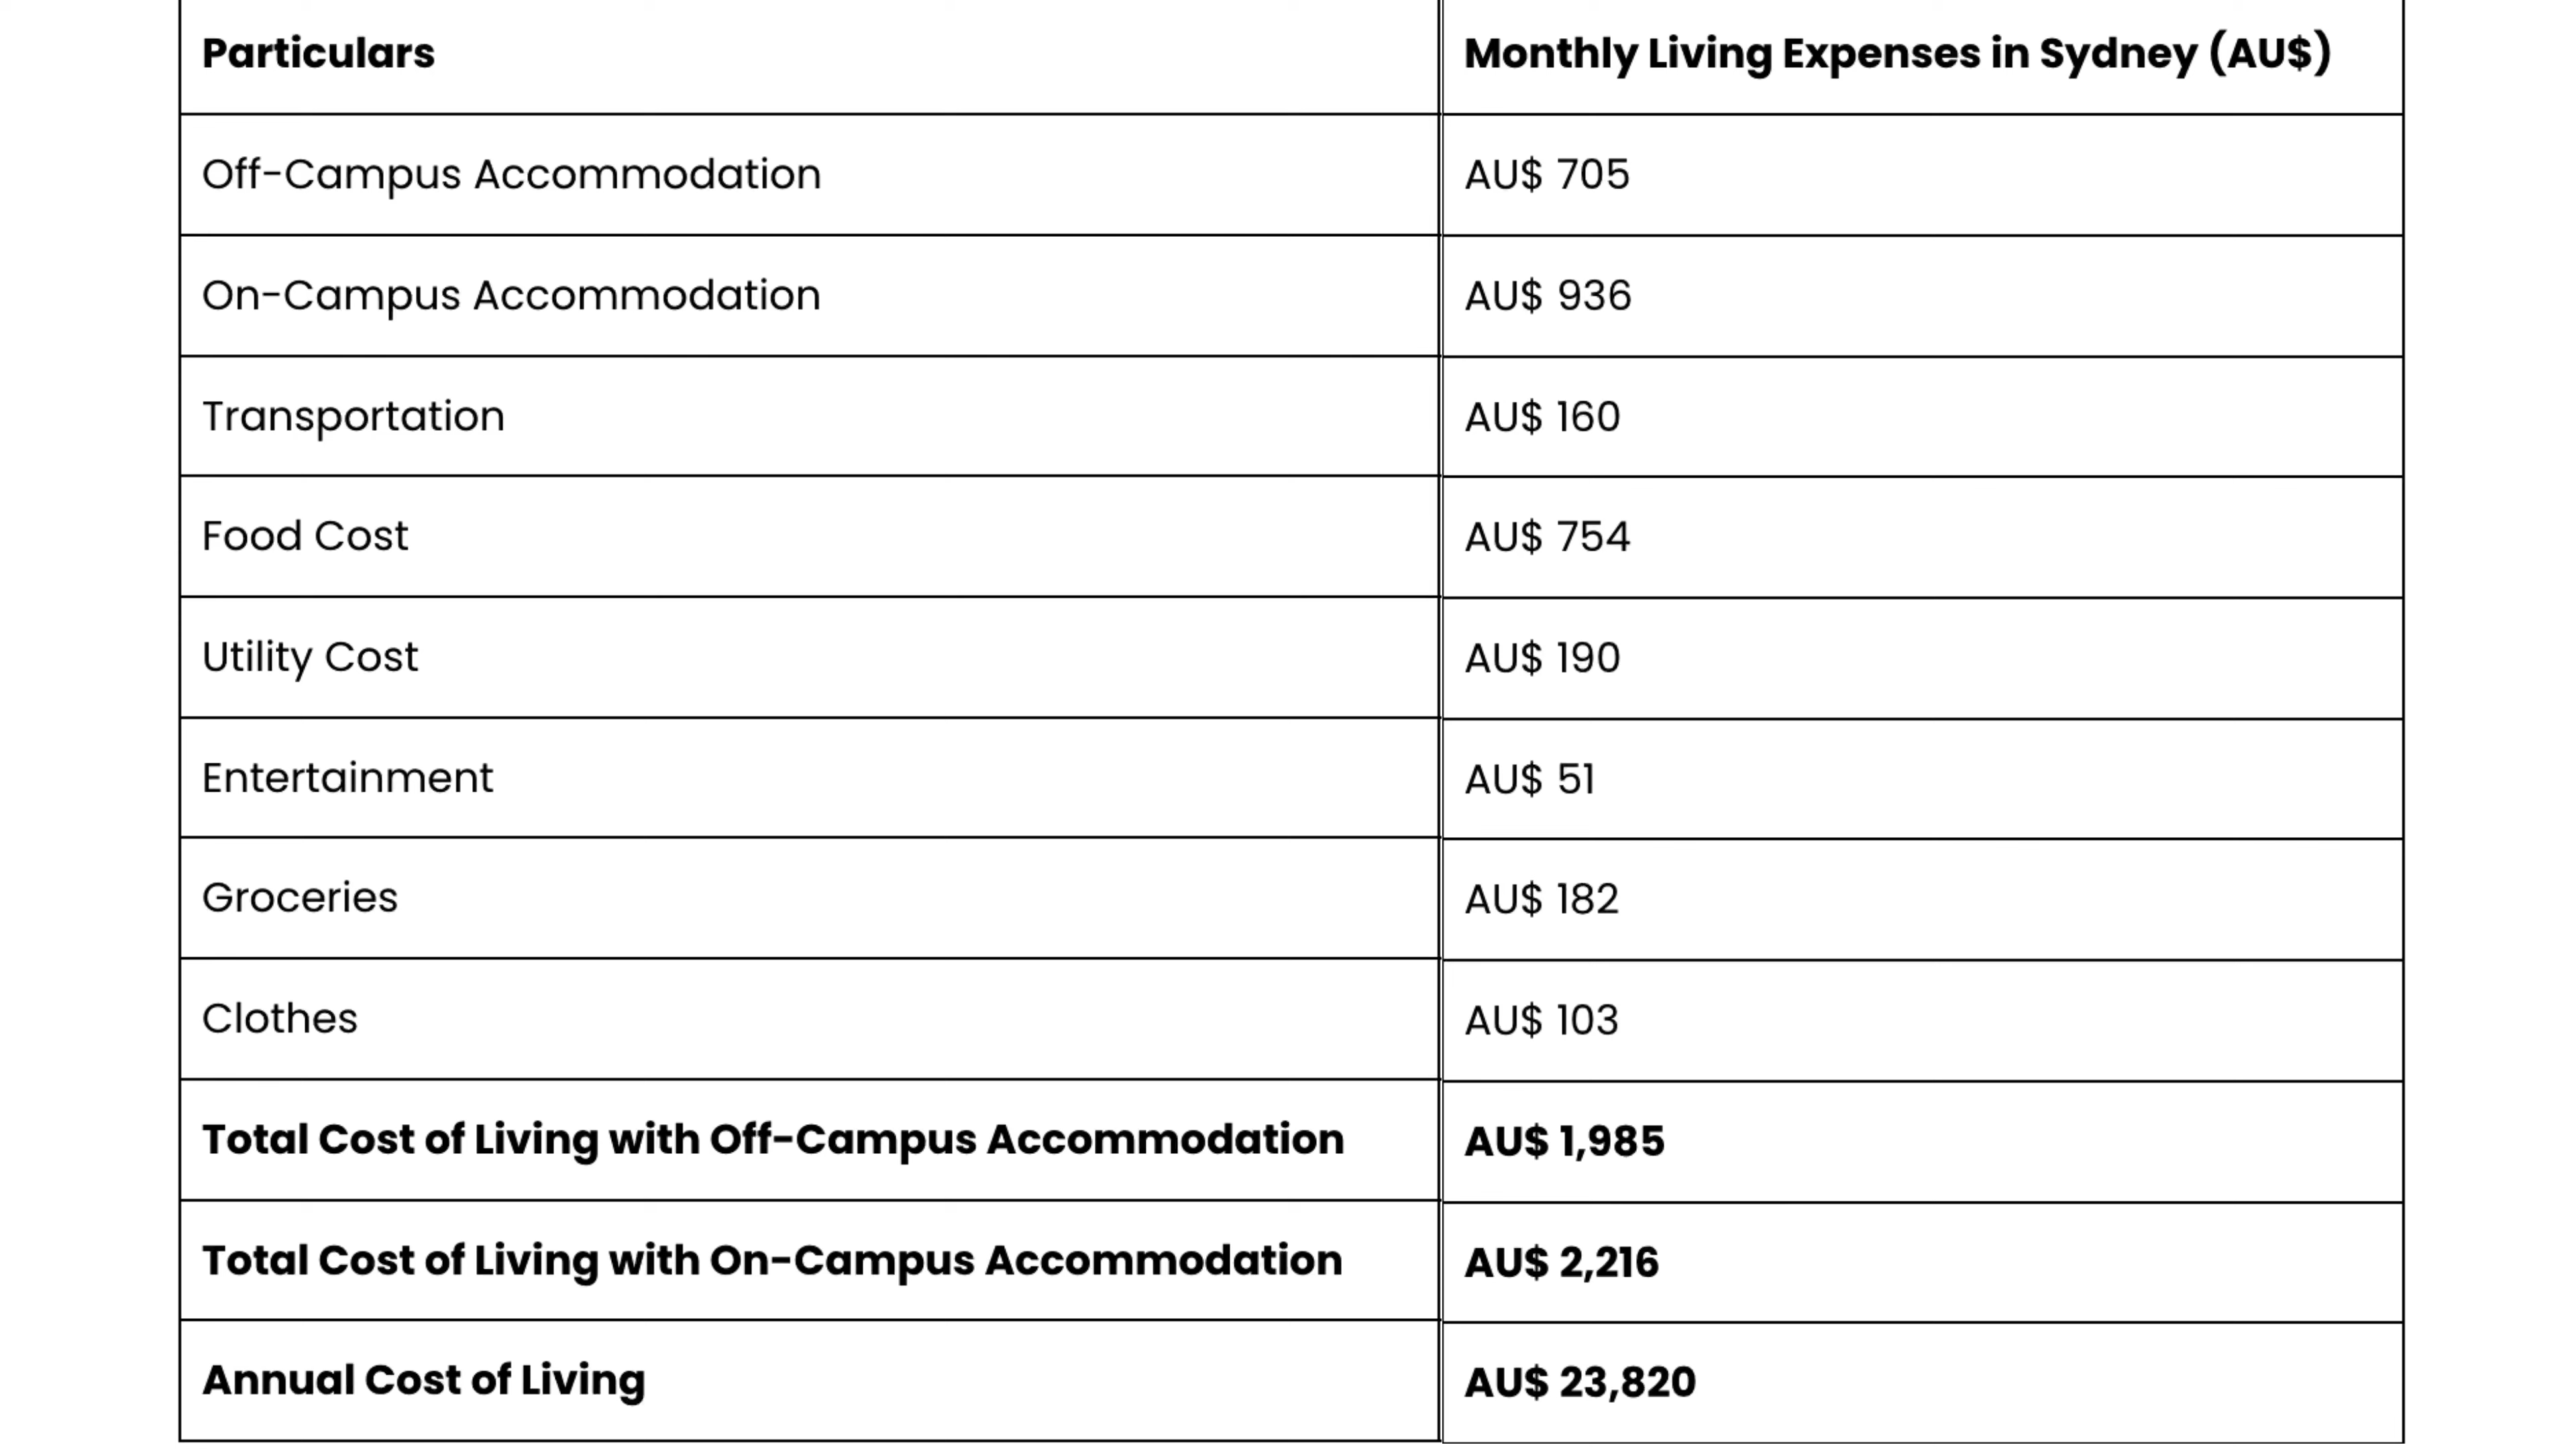 Particulars
Monthly Living Expenses in Sydney (AU$)
Off-Campus Accommodation
AU$ 705
On-Campus Accommodation
AU$ 936
Transportation
AU$ 160
Food Cost
AU$ 754
Utility Cost
AU$ 190
Entertainment
AU$ 51
Groceries
AU$ 182
Clothes
AU$ 103
Total Cost of Living with Off-Campus Accommodation
AU$ 1,985
Total Cost of Living with On-Campus Accommodation
AU$ 2,216
Annual Cost of Living
AU$ 23,820